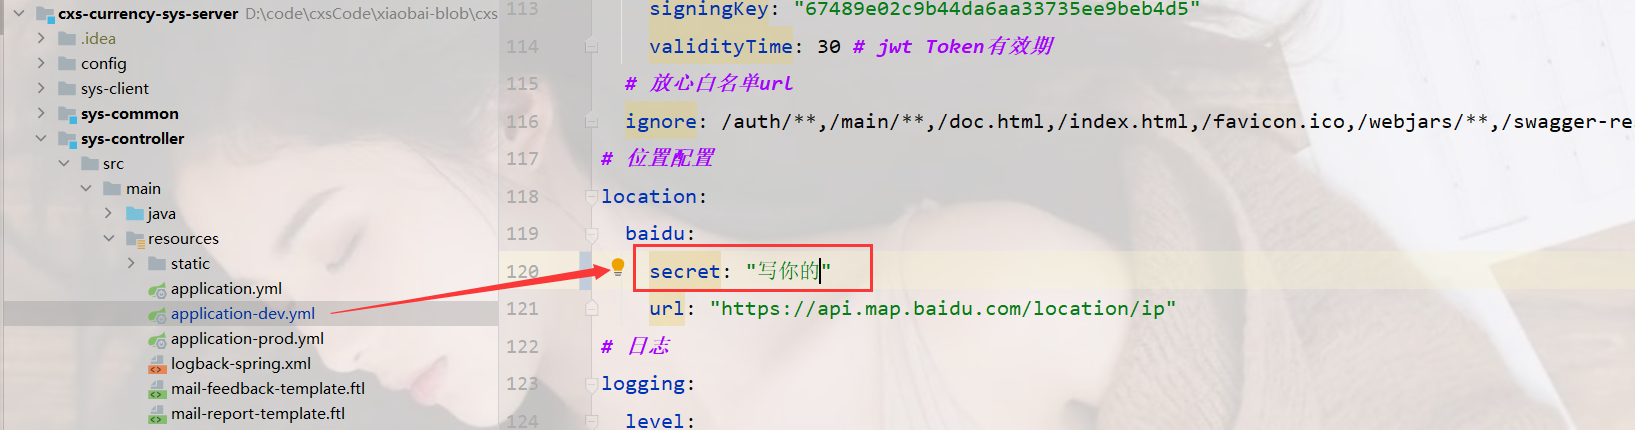 cxs-currency-sys-server D:\code\cxsCode\xiaobai-blob\cxs
.idea
config
sys-client
sys-common
sys-controller
src
main
java
resources
static
application.yml
application-dev.yml
application-prod.yml
logback-spring.xml
mail-feedback-template.ftl
mail-report-template.ftl
113 signingKey: "67489e02c9b44da6aa33735ee9beb4d5"
114 validityTime: 30 # jwt Token有效期
115 # 放心白名单url
116 ignore: /auth/**,/main/**,/doc.html,/index.html,/favicon.ico,/webjars/**,/swagger-re
117 # 位置配置
118 location:
119 baidu:
120 secret: "写你的"
121 url: "https://api.map.baidu.com/location/ip"
122 # 日志
123 logging:
124 level: